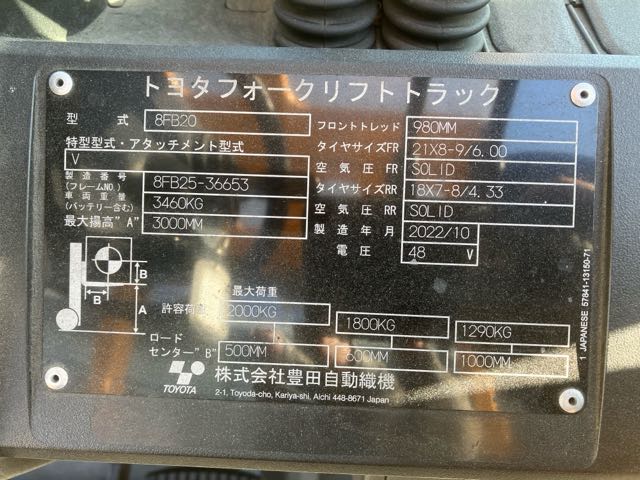 トヨタフォークリフトトラック
型 式 8FB20
特型型式・アタッチメント型式
V
製造番号 (フレームNO.) 8FB25-36653
車両重量 (バッテリー含む) 3460KG
最大揚高"A" 3000MM
フロントトレッド 980MM
タイヤサイズFR 21X8-9/6.00
空気圧FR SOLID
タイヤサイズRR 18X7-8/4.33
空気圧RR SOLID
製造年月 2022/10
電圧 48 V
B
B
A
最大荷重
許容荷重 2000KG 1800KG 1290KG
ロード
センター"B" 500MM 600MM 1000MM
TOYOTA 株式会社豊田自動織機
2-1, Toyoda-cho, Kariya-shi, Aichi 448-8671 Japan
1 JAPANESE 57841-13150-71